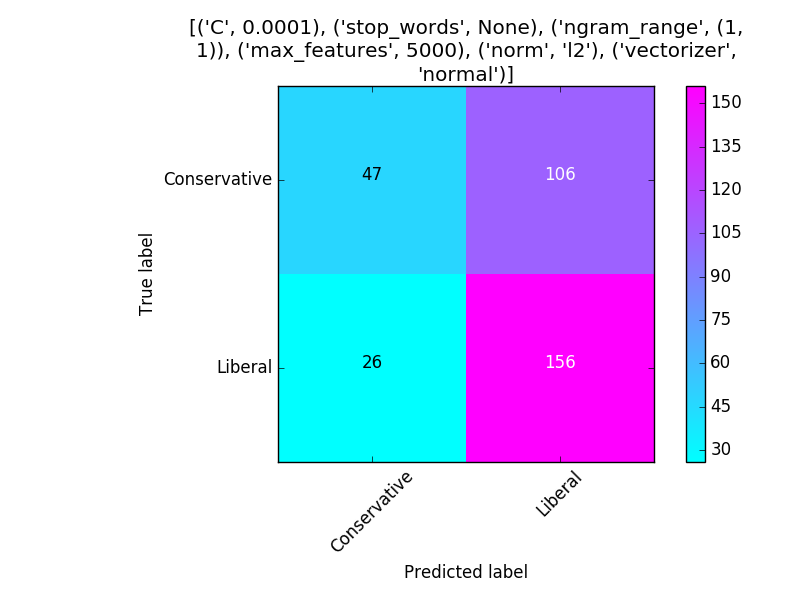 [('C', 0.0001), ('stop_words', None), ('ngram_range', (1,
1)), ('max_features', 5000), ('norm', 'l2'), ('vectorizer',
'normal')]
True label
Conservative
Liberal
47
106
26
156
Conservative
Liberal
Predicted label
150
135
120
105
90
75
60
45
30